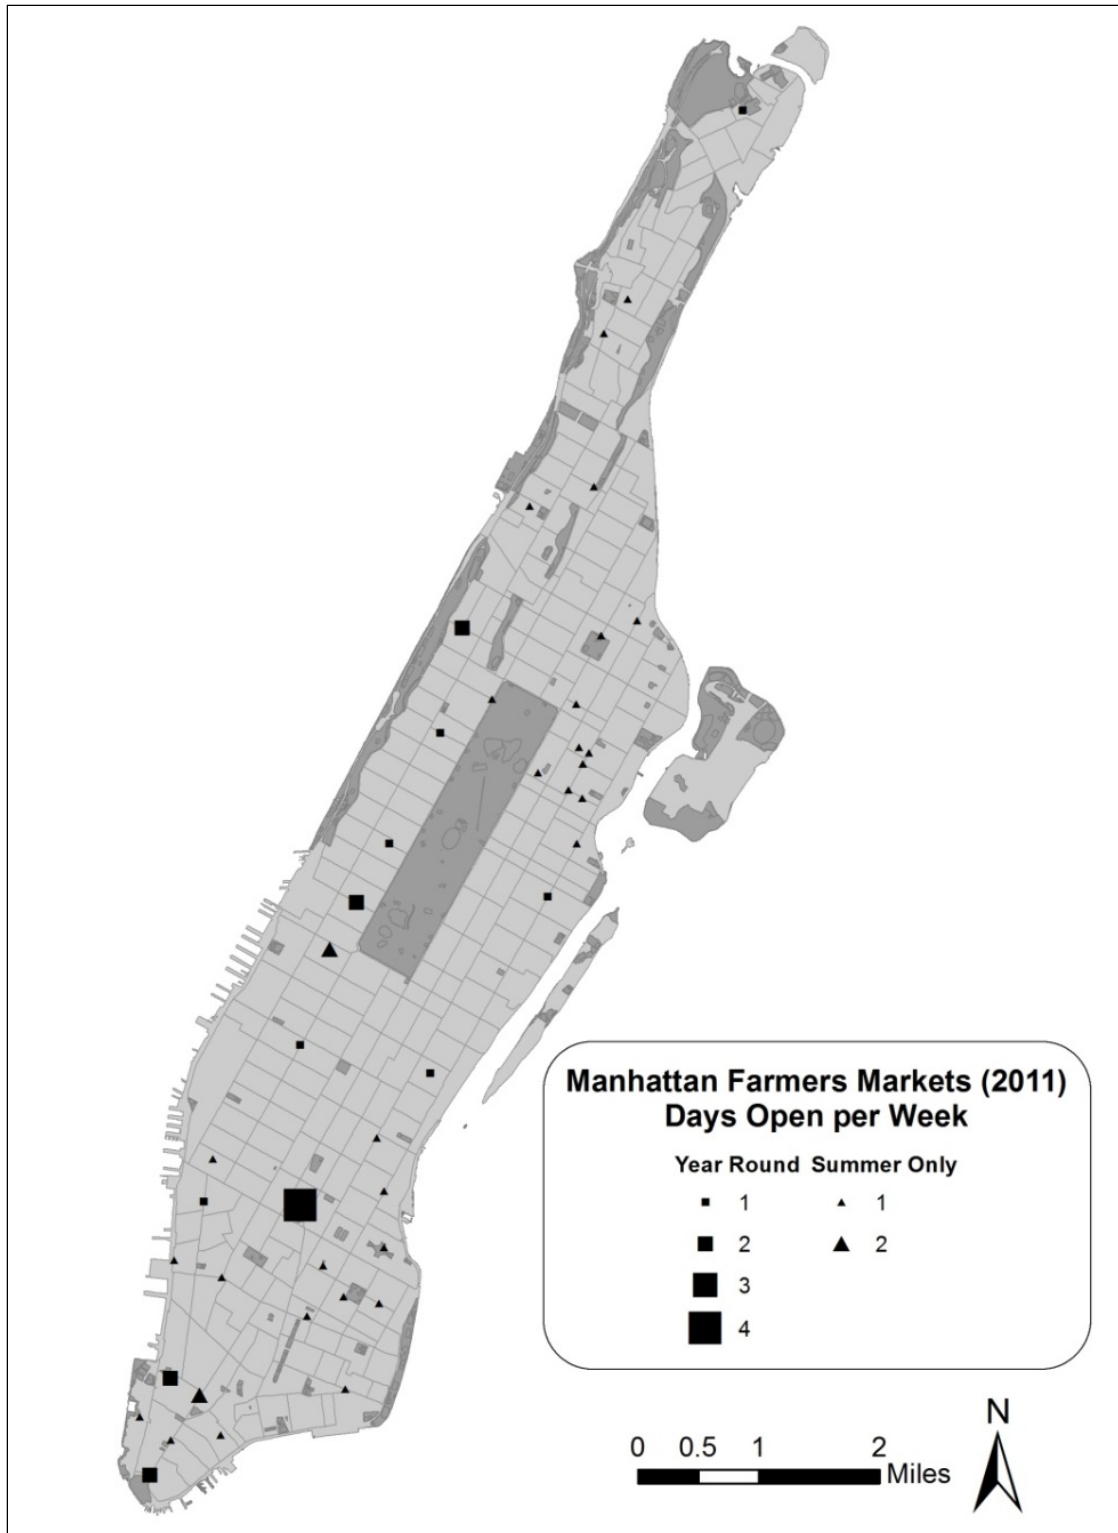 Manhattan Farmers Markets (2011)
Days Open per Week
Year Round Summer Only
1 1
2 2
3
4
N
0 0.5 1 2
Miles